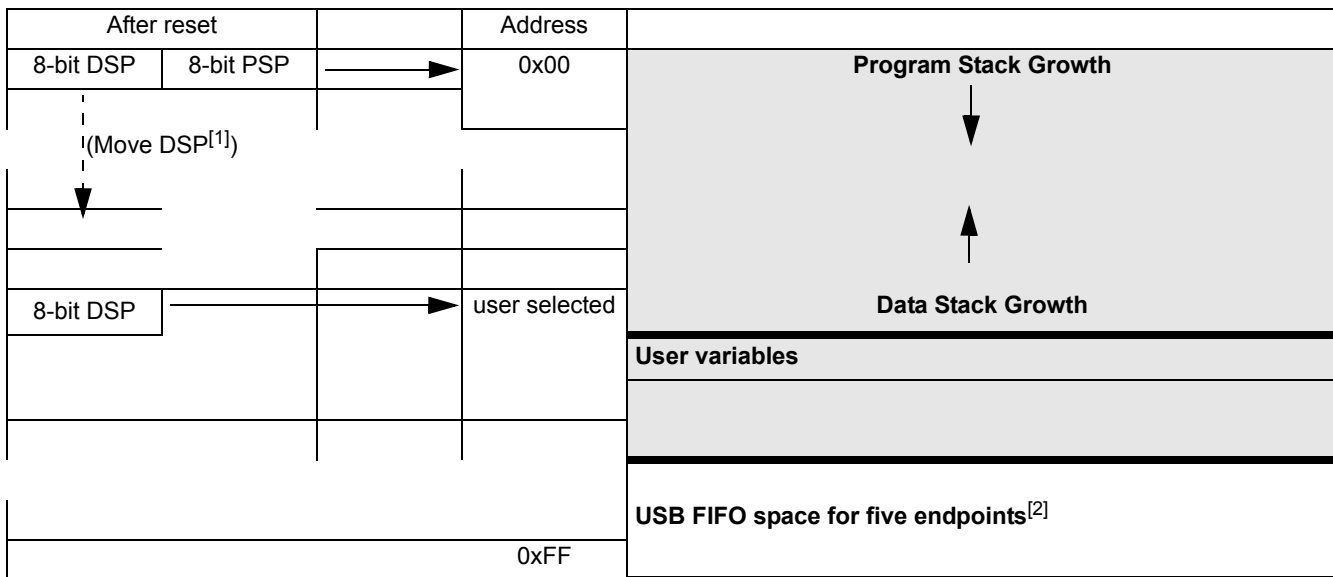 After reset Address
8-bit DSP 8-bit PSP 0x00 Program Stack Growth
(Move DSP[1])
8-bit DSP user selected Data Stack Growth
User variables
USB FIFO space for five endpoints[2]
0xFF